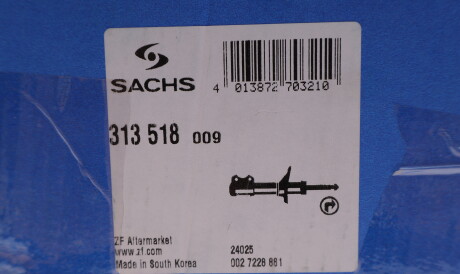 SACHS
4 013872 703210
313 518 009
ZF Aftermarket
www.zf.com
Made in South Korea
24025
002 7228 881